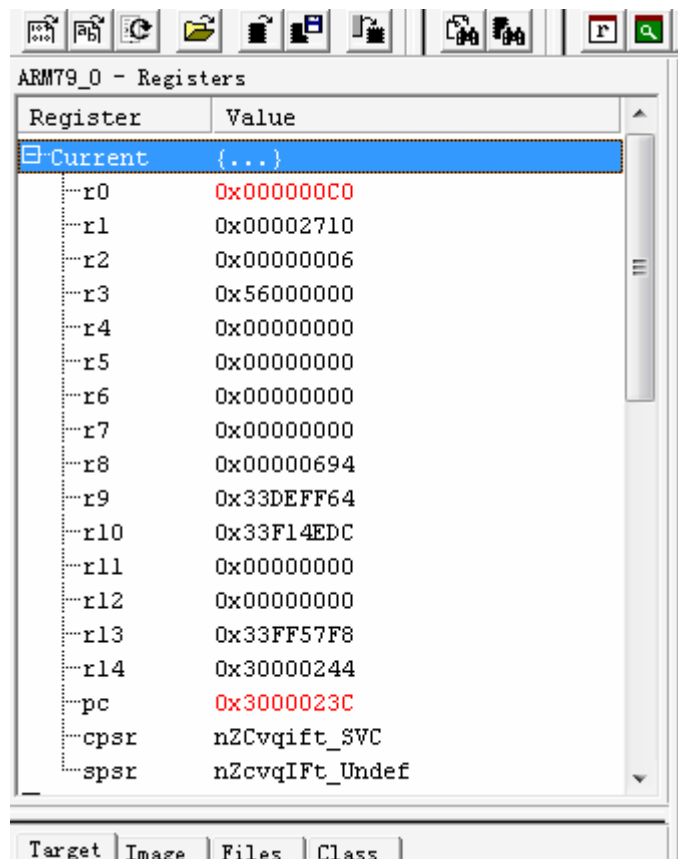 r
ARM79_0 - Registers
Register Value
Current {...}
r0 0x000000C0
r1 0x00002710
r2 0x00000006
r3 0x56000000
r4 0x00000000
r5 0x00000000
r6 0x00000000
r7 0x00000000
r8 0x00000694
r9 0x33DEFF64
r10 0x33F14EDC
r11 0x00000000
r12 0x00000000
r13 0x33FF57F8
r14 0x30000244
pc 0x3000023C
cpsr nZCvqift_SVC
spsr nZcvqIFt_Undef
Target Image Files Class